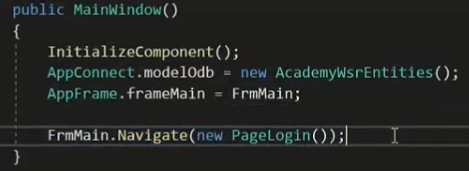 public MainWindow()
{
InitializeComponent();
AppConnect.modelOdb = new AcademyWsrEntities();
AppFrame.frameMain = FrmMain;
FrmMain.Navigate(new PageLogin());
}